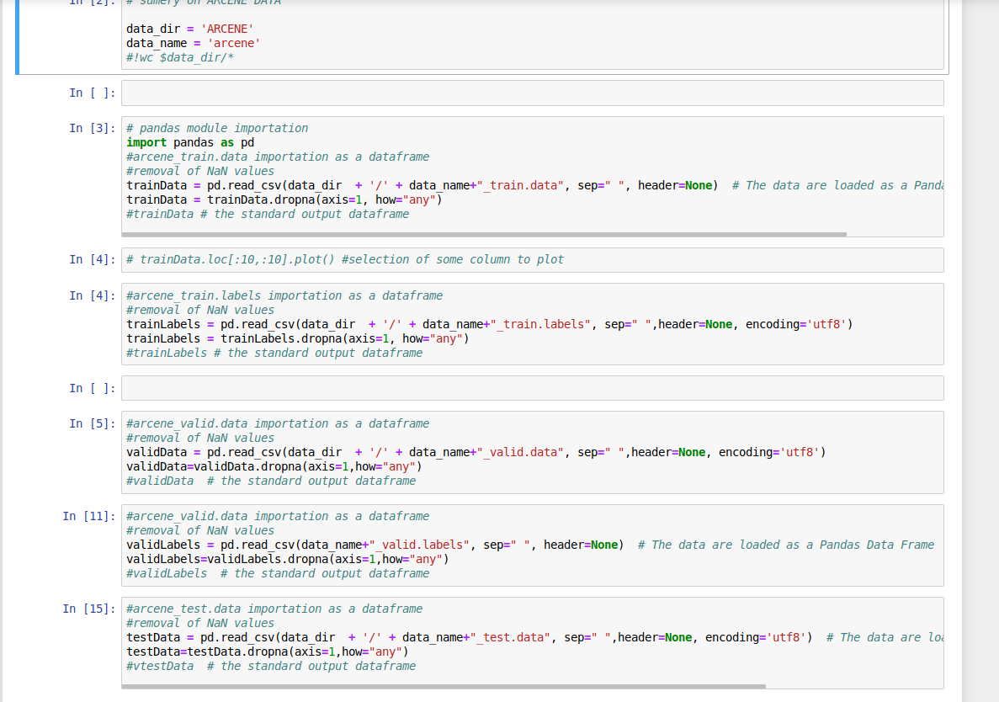 In [2]: # sumery on ARCENE DATA
data_dir = 'ARCENE'
data_name = 'arcene'
#!wc $data_dir/*
In [ ]:
In [3]: # pandas module importation
import pandas as pd
#arcene_train.data importation as a dataframe
#removal of NaN values
trainData = pd.read_csv(data_dir  + '/' + data_name+"_train.data", sep=" ", header=None)  # The data are loaded as a Panda
trainData = trainData.dropna(axis=1, how="any")
#trainData # the standard output dataframe
In [4]: # trainData.loc[:10,:10].plot() #selection of some column to plot
In [4]: #arcene_train.labels importation as a dataframe
#removal of NaN values
trainLabels = pd.read_csv(data_dir  + '/' + data_name+"_train.labels", sep=" ",header=None, encoding='utf8')
trainLabels = trainLabels.dropna(axis=1, how="any")
#trainLabels # the standard output dataframe
In [ ]:
In [5]: #arcene_valid.data importation as a dataframe
#removal of NaN values
validData = pd.read_csv(data_dir  + '/' + data_name+"_valid.data", sep=" ",header=None, encoding='utf8')
validData=validData.dropna(axis=1,how="any")
#validData  # the standard output dataframe
In [11]: #arcene_valid.data importation as a dataframe
#removal of NaN values
validLabels = pd.read_csv(data_name+"_valid.labels", sep=" ", header=None)  # The data are loaded as a Pandas Data Frame
validLabels=validLabels.dropna(axis=1,how="any")
#validLabels  # the standard output dataframe
In [15]: #arcene_test.data importation as a dataframe
#removal of NaN values
testData = pd.read_csv(data_dir  + '/' + data_name+"_test.data", sep=" ",header=None, encoding='utf8')  # The data are loa
testData=testData.dropna(axis=1,how="any")
#vtestData  # the standard output dataframe